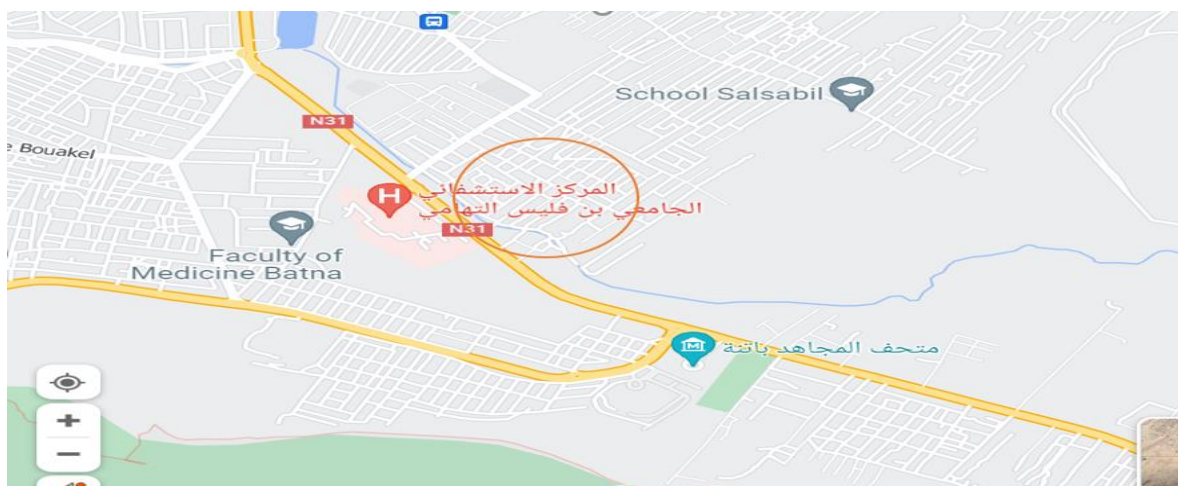 School Salsabil
N31
e Bouakel
المركز الاستشفائي
الجامعي بن فليس التهامي
H
N31
Faculty of
Medicine Batna
متحف المجاهد باتنة
M
+
−